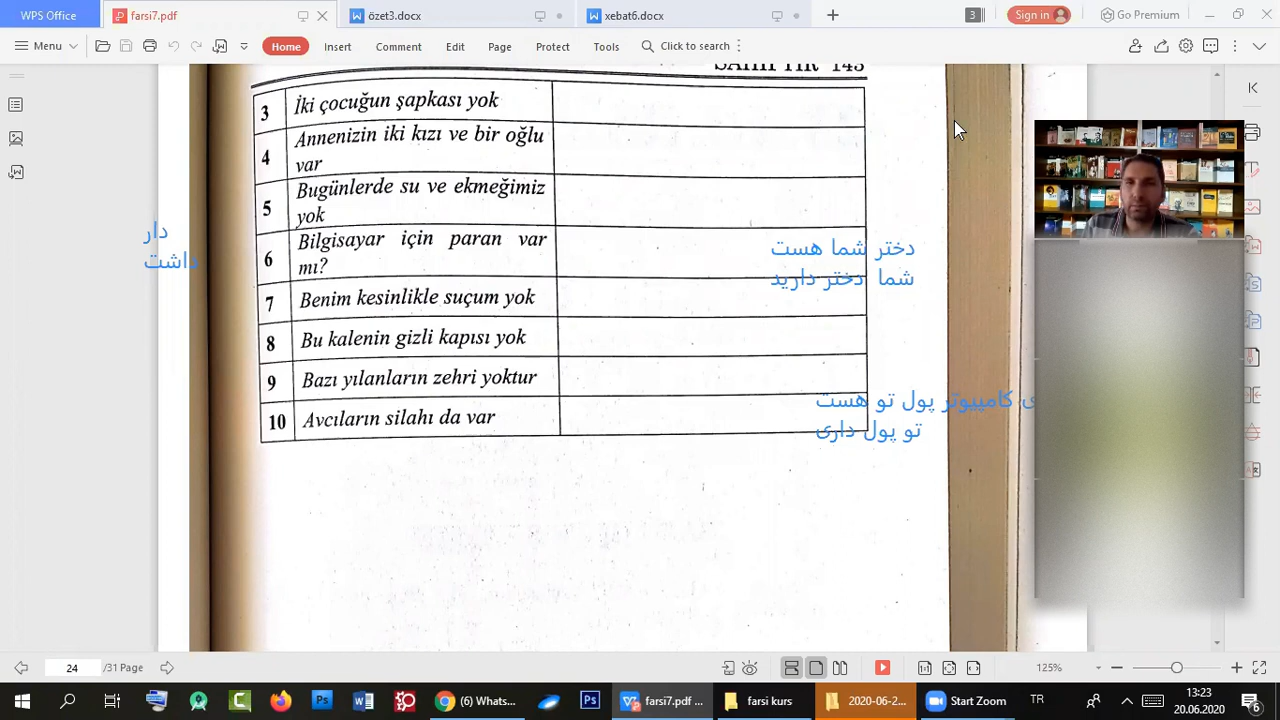 WPS Office
farsi7.pdf
özet3.docx
xebat6.docx
3
Sign in
Go Premium
Menu
Home
Insert
Comment
Edit
Page
Protect
Tools
Click to search
SAHİPTİR 143
3 İki çocuğun şapkası yok
4 Annenizin iki kızı ve bir oğlu
var
5 Bugünlerde su ve ekmeğimiz
yok
6 Bilgisayar için paran var
mı?
7 Benim kesinlikle suçum yok
8 Bu kalenin gizli kapısı yok
9 Bazı yılanların zehri yoktur
10 Avcıların silahı da var
دار
داشت
دختر شما هست
شما دختر دارید
کامپیوتر پول تو هست
تو پول داری
24 /31 Page
125%
Whats...
farsi7.pdf ...
farsi kurs
2020-06-2...
Start Zoom
TR
13:23
20.06.2020
6